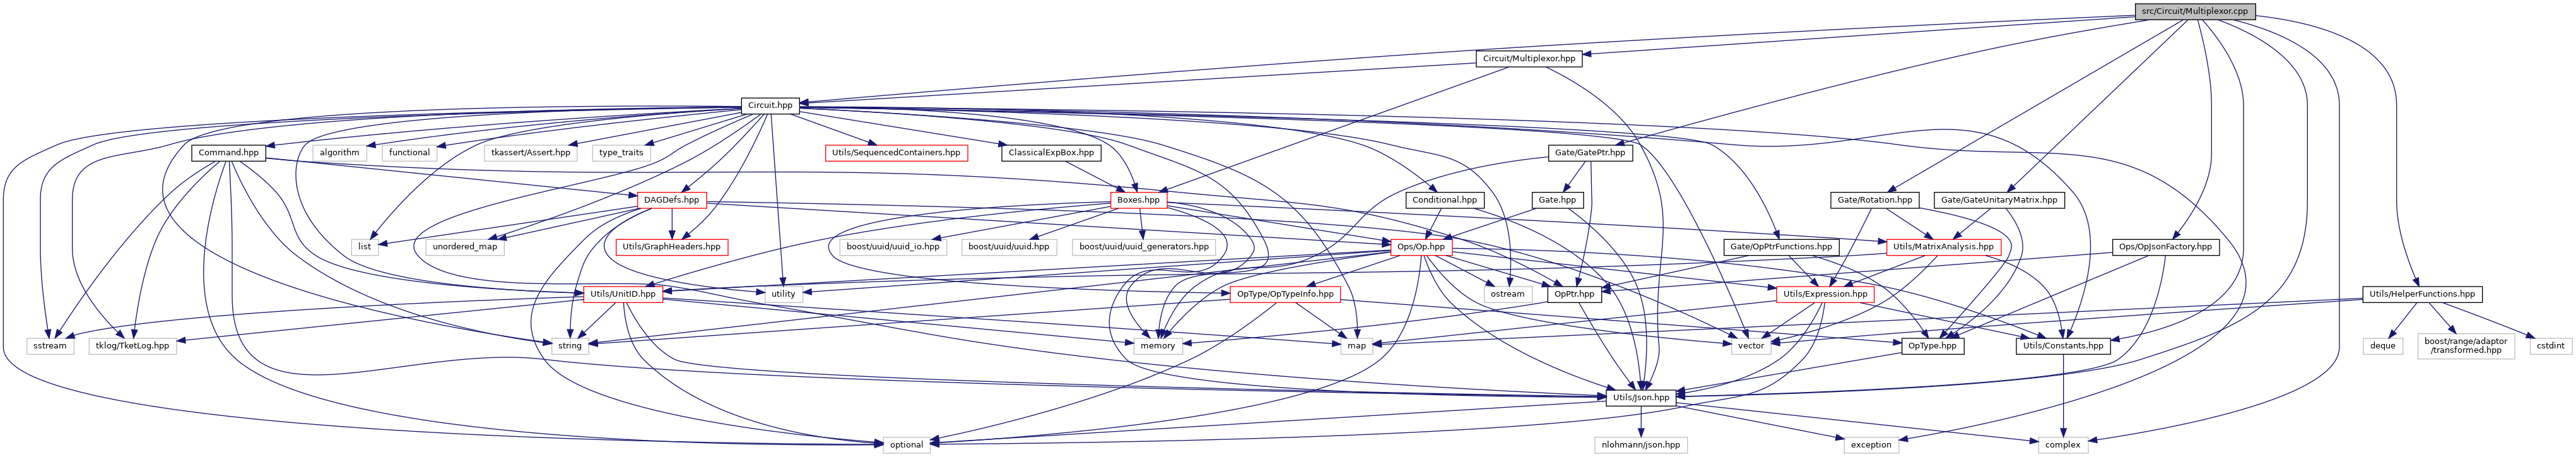 src/Circuit/Multiplexor.cpp
Circuit/Multiplexor.hpp
Circuit.hpp
Command.hpp
algorithm
functional
tkassert/Assert.hpp
type_traits
Utils/SequencedContainers.hpp
ClassicalExpBox.hpp
Gate/GatePtr.hpp
DAGDefs.hpp
Boxes.hpp
Conditional.hpp
Gate.hpp
Gate/Rotation.hpp
Gate/GateUnitaryMatrix.hpp
list
unordered_map
Utils/GraphHeaders.hpp
boost/uuid/uuid_io.hpp
boost/uuid/uuid.hpp
boost/uuid/uuid_generators.hpp
Ops/Op.hpp
Gate/OpPtrFunctions.hpp
Utils/MatrixAnalysis.hpp
Ops/OpJsonFactory.hpp
Utils/UnitID.hpp
utility
OpType/OpTypeInfo.hpp
ostream
OpPtr.hpp
Utils/Expression.hpp
Utils/HelperFunctions.hpp
sstream
tklog/TketLog.hpp
string
memory
map
vector
OpType.hpp
Utils/Constants.hpp
deque
boost/range/adaptor
/transformed.hpp
cstdint
Utils/Json.hpp
optional
nlohmann/json.hpp
exception
complex